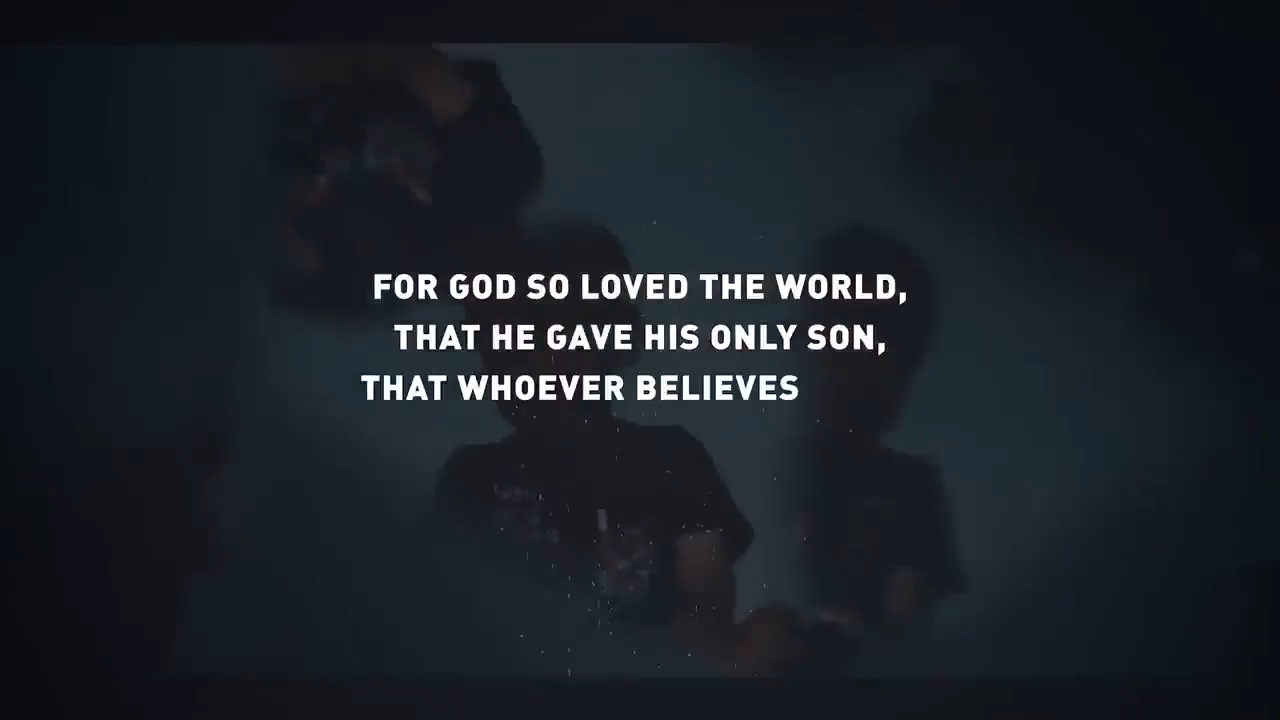 FOR GOD SO LOVED THE WORLD,
THAT HE GAVE HIS ONLY SON,
THAT WHOEVER BELIEVES